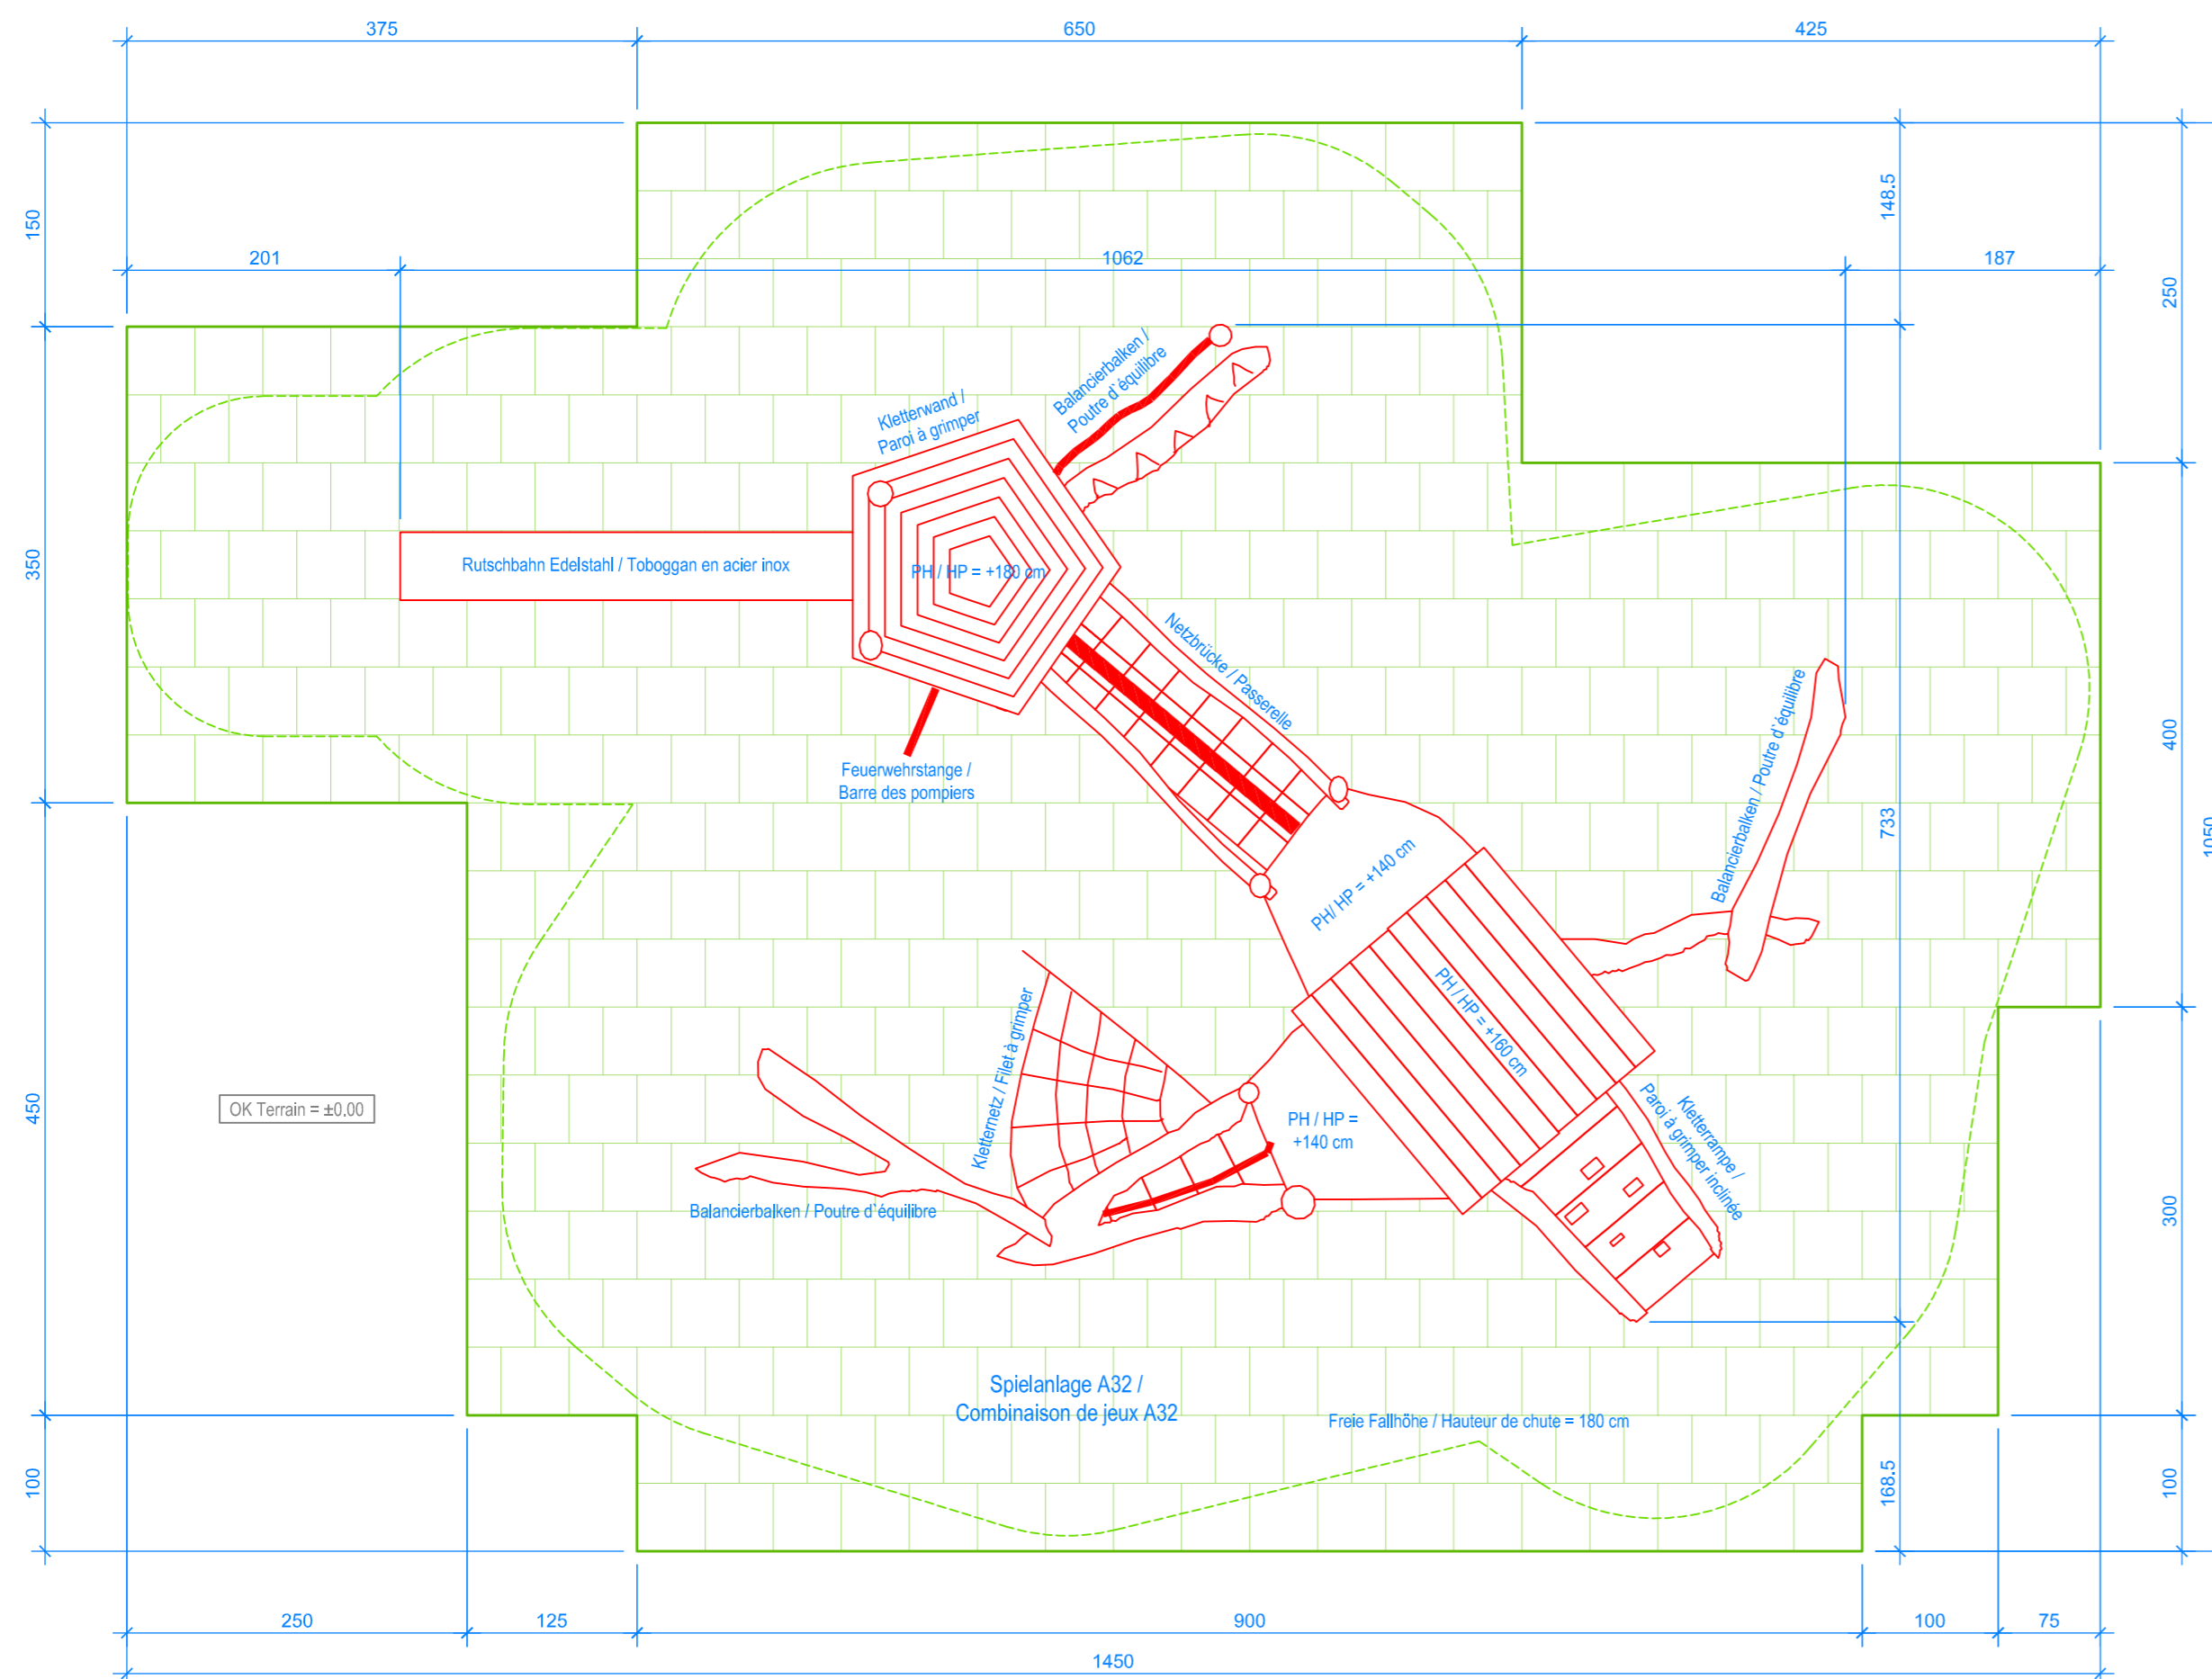 375
650
425
150
148.5
201
1062
187
250
Balancierbalken /
Poutre d`équilibre
Kletterwand /
Paroi à grimper
350
Rutschbahn Edelstahl / Toboggan en acier inox
PH / HP = +180 cm
Netzbrücke / Passerelle
400
Feuerwehrstange /
Barre des pompiers
Balancierbalken / Poutre d`équilibre
733
1050
PH/ HP = +140 cm
PH / HP = +160 cm
Kletternetz / Filet à grimper
450
OK Terrain = ±0.00
PH / HP =
+140 cm
Kletterrampe /
Paroi à grimper inclinée
Balancierbalken / Poutre d`équilibre
300
Spielanlage A32 /
Combinaison de jeux A32
Freie Fallhöhe / Hauteur de chute = 180 cm
100
168.5
100
250
125
900
100
75
1450